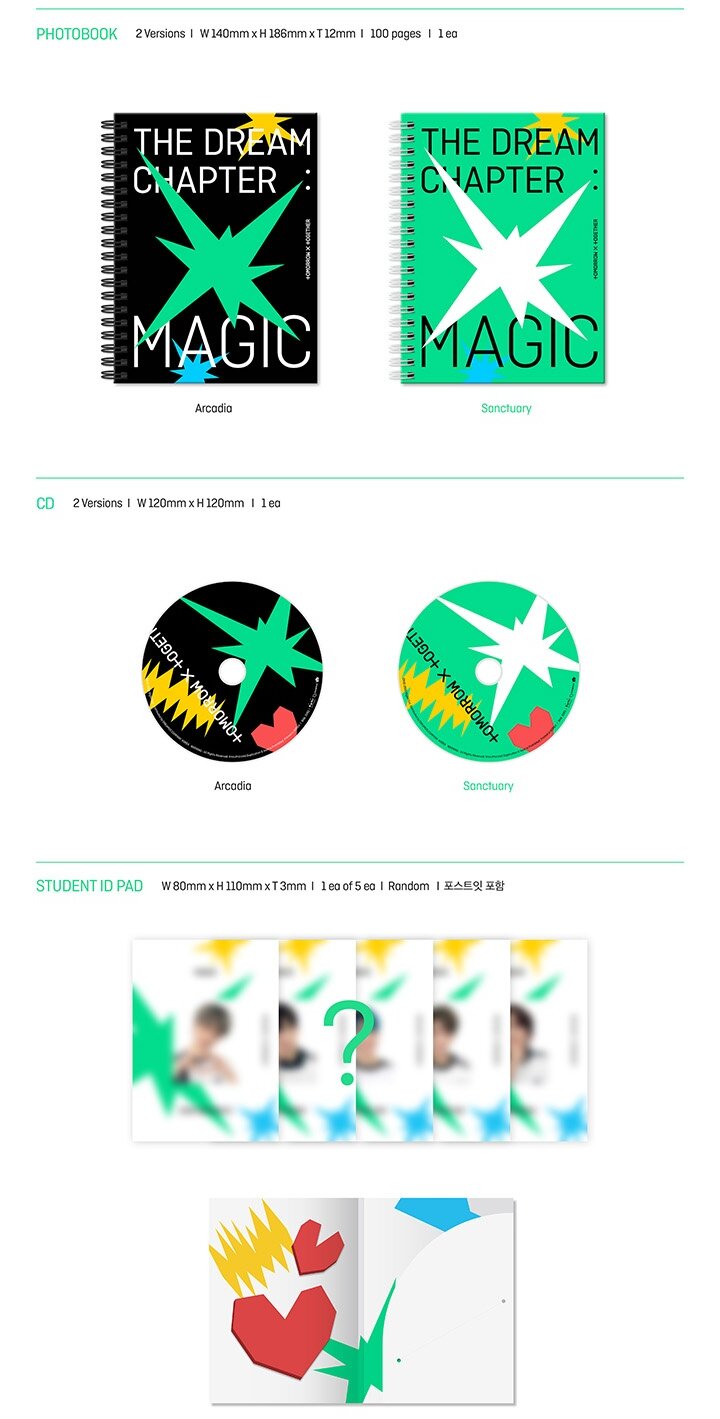 PHOTOBOOK 2 Versions I W 140mm x H 186mm x T 12mm I 100 pages I 1 ea
THE DREAM
CHAPTER :
TOMORROW X TOGETHER
MAGIC
THE DREAM
CHAPTER :
TOMORROW X TOGETHER
MAGIC
Arcadia
Sanctuary
CD 2 Versions I W 120mm x H 120mm I 1 ea
TOMORROW X TOGET
TOMORROW X TOGET
Arcadia
Sanctuary
STUDENT ID PAD W 80mm x H 110mm x T 3mm I 1 ea of 5 ea I Random I 포스트잇 포함
?